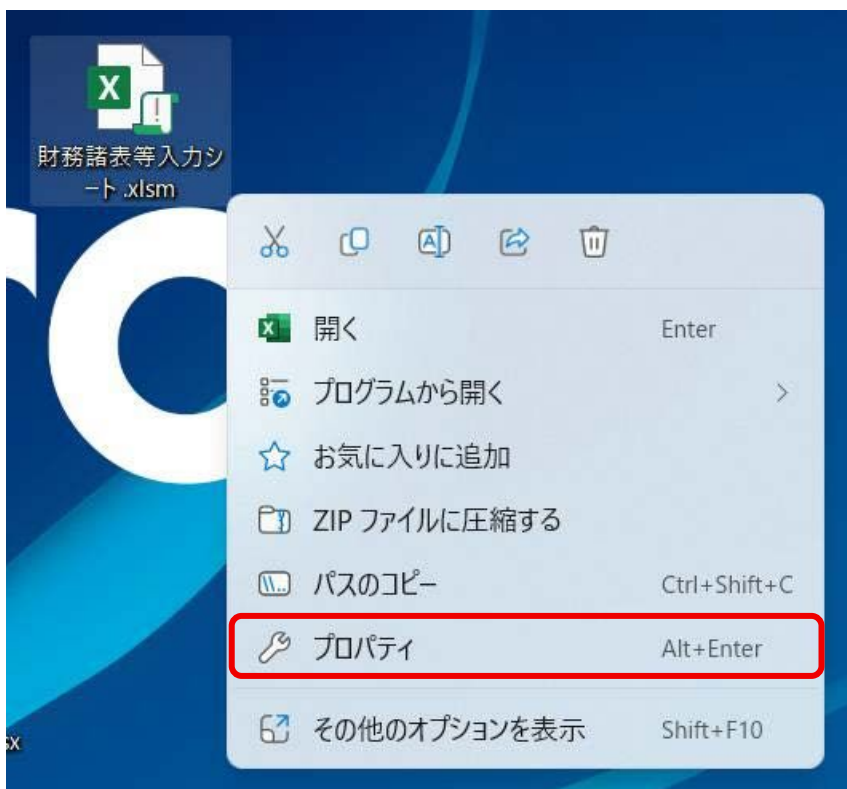 財務諸表等入力シ
ート.xlsm
開く Enter
プログラムから開く
お気に入りに追加
ZIP ファイルに圧縮する
パスのコピー Ctrl+Shift+C
プロパティ Alt+Enter
その他のオプションを表示 Shift+F10
sx